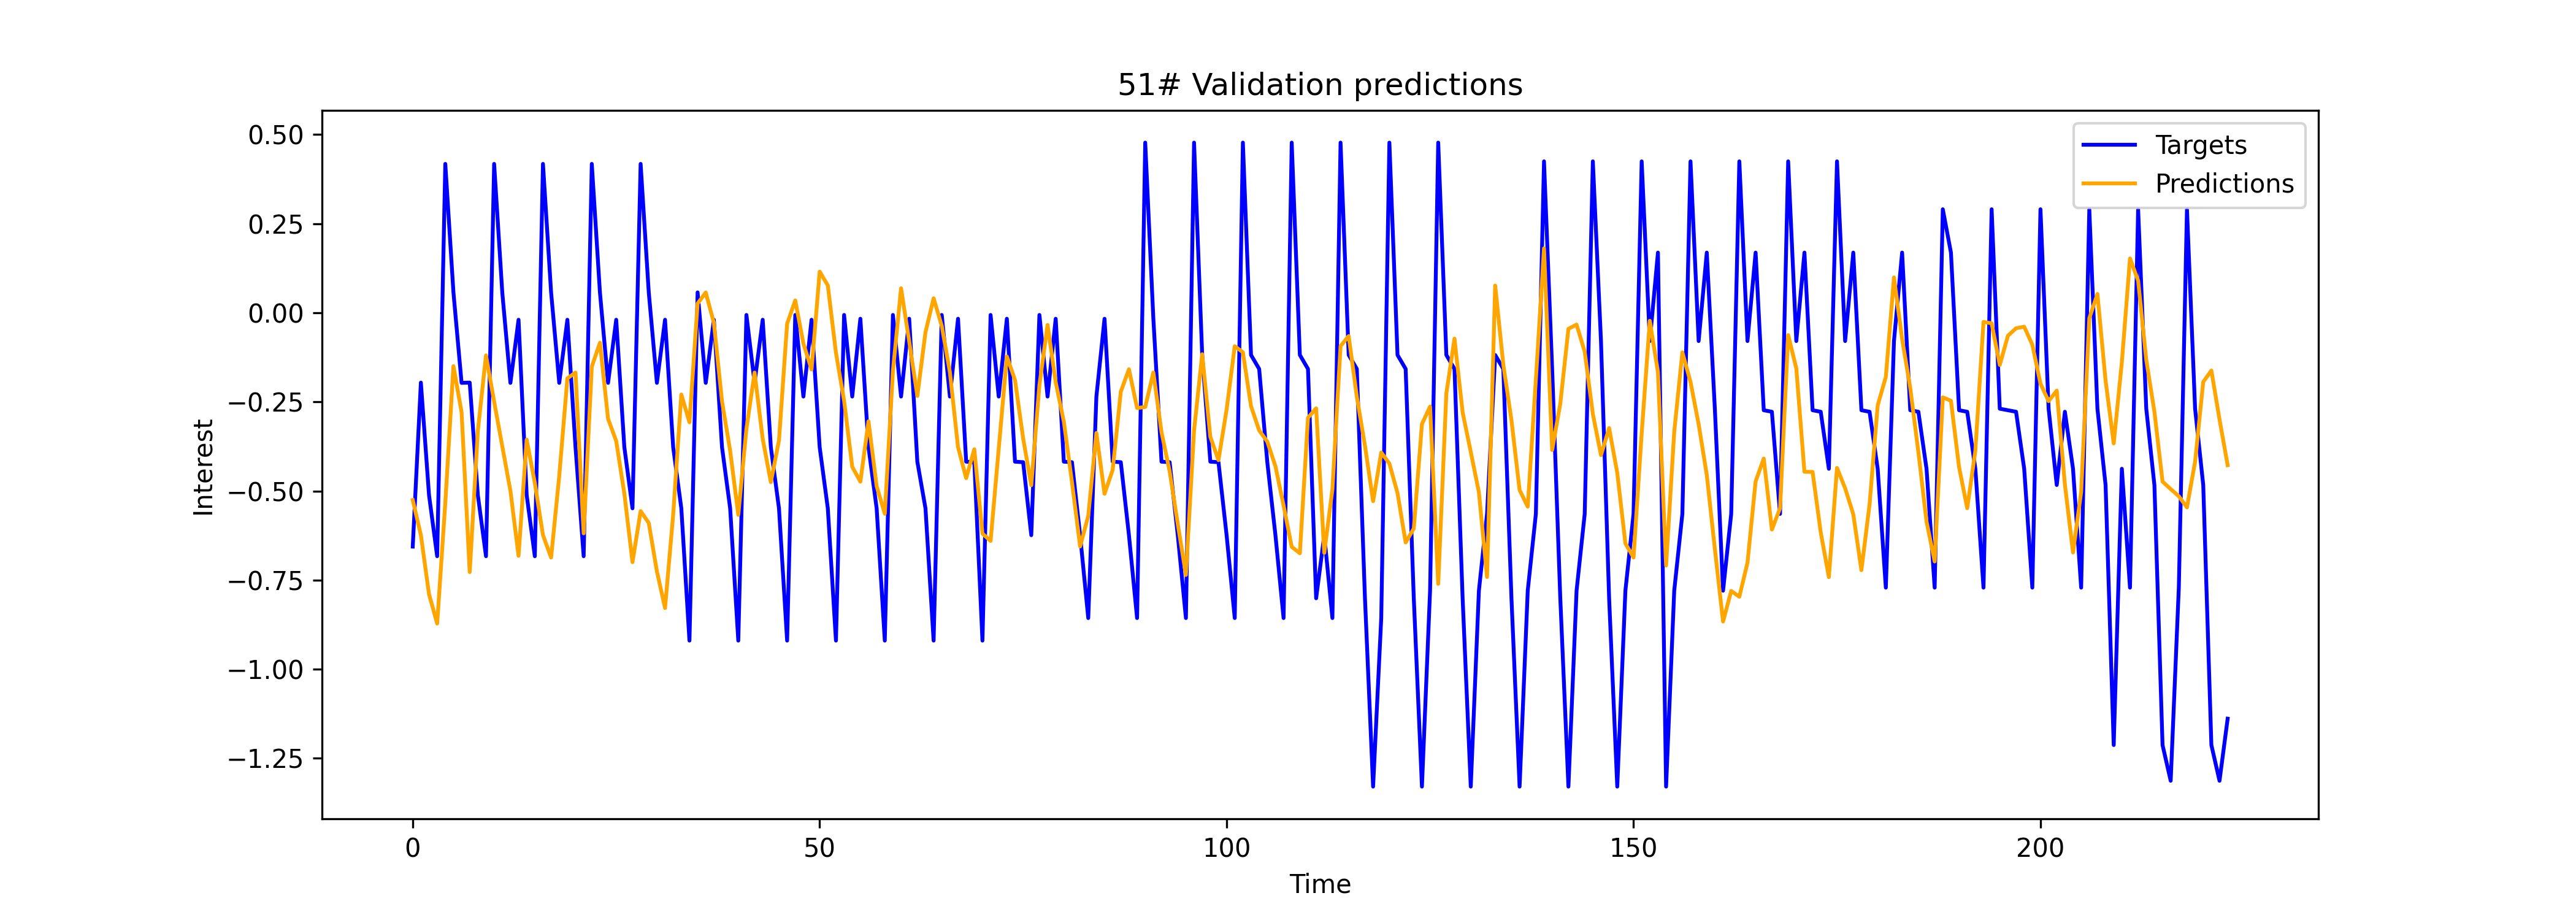 51# Validation predictions
Targets
Predictions
Interest
0.50
0.25
0.00
−0.25
−0.50
−0.75
−1.00
−1.25
0 50 100 150 200
Time